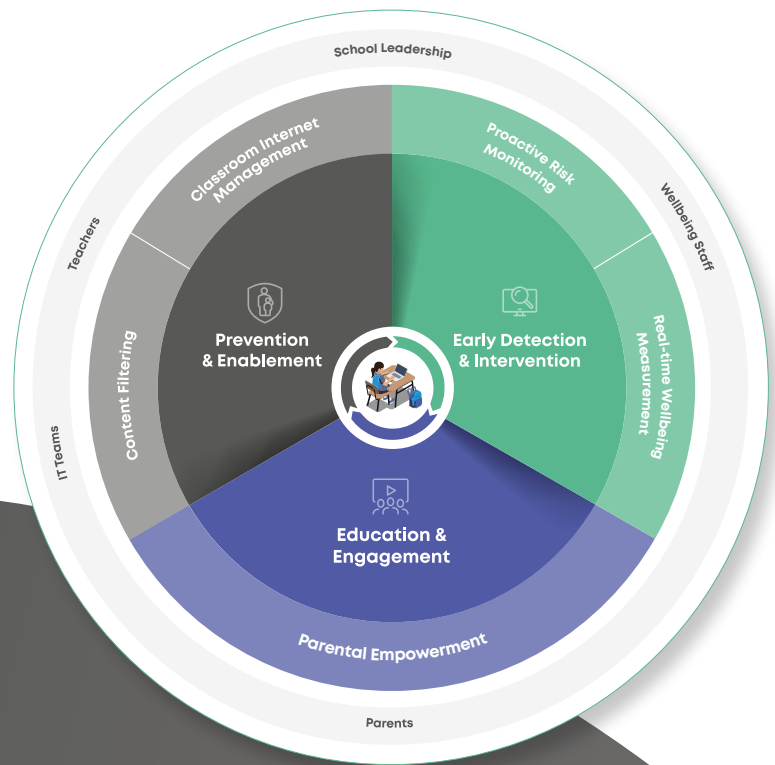 School Leadership
Classroom Internet
Management
Proactive Risk
Monitoring
Teachers
Wellbeing Staff
Prevention
& Enablement
Early Detection
& Intervention
Content Filtering
Real-time Wellbeing
Measurement
IT Teams
Education &
Engagement
Parental Empowerment
Parents